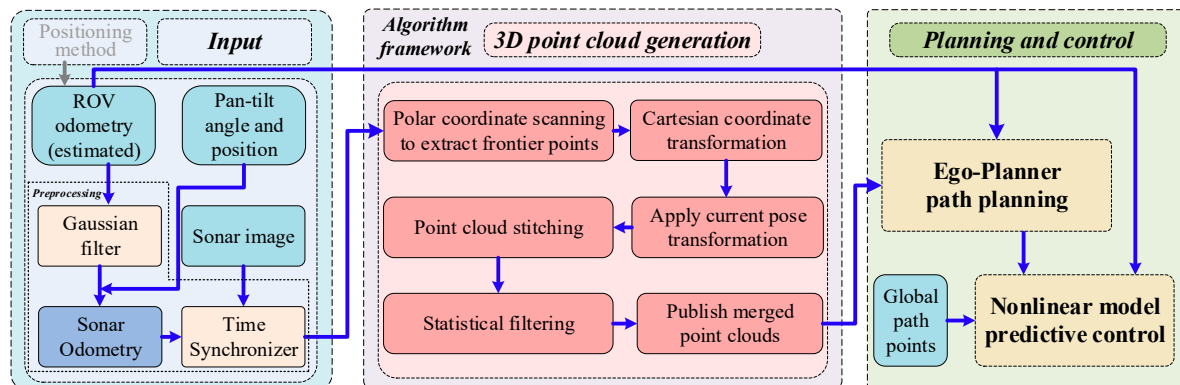 Positioning
method
Input
ROV
odometry
(estimated)
Pan-tilt
angle and
position
Preprocessing
Gaussian
filter
Sonar image
Sonar
Odometry
Time
Synchronizer
Algorithm
framework
3D point cloud generation
Polar coordinate scanning
to extract frontier points
Cartesian coordinate
transformation
Point cloud stitching
Apply current pose
transformation
Statistical filtering
Publish merged
point clouds
Planning and control
Ego-Planner
path planning
Global
path
points
Nonlinear model
predictive control